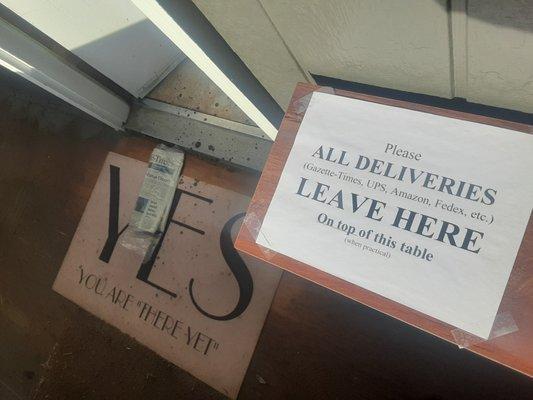 Please
ALL DELIVERIES
(Gazette-Times, UPS, Amazon, Fedex, etc.)
LEAVE HERE
On top of this table
(when practical)
YES
YOU ARE "THERE YET"